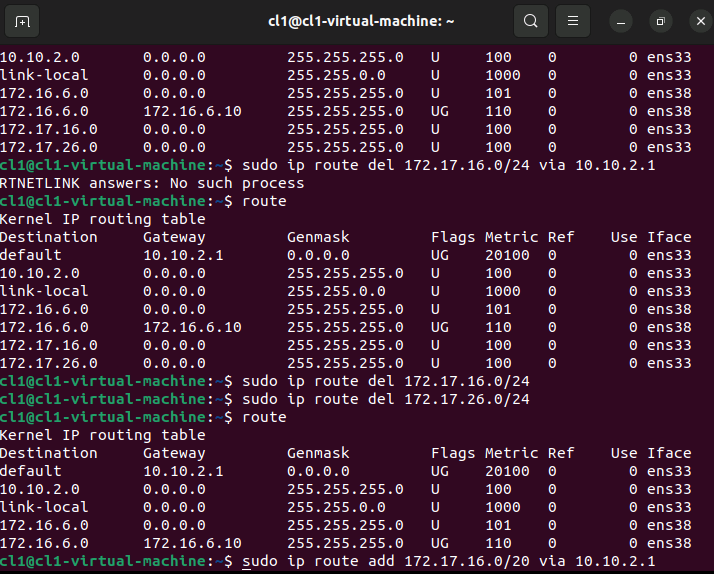 cl1@cl1-virtual-machine: ~
10.10.2.0 0.0.0.0 255.255.255.0 U 100 0 0 ens33
link-local 0.0.0.0 255.255.0.0 U 1000 0 0 ens33
172.16.6.0 0.0.0.0 255.255.255.0 U 101 0 0 ens38
172.16.6.0 172.16.6.10 255.255.255.0 UG 110 0 0 ens38
172.17.16.0 0.0.0.0 255.255.255.0 U 100 0 0 ens33
172.17.26.0 0.0.0.0 255.255.255.0 U 100 0 0 ens33
cl1@cl1-virtual-machine:~$ sudo ip route del 172.17.16.0/24 via 10.10.2.1
RTNETLINK answers: No such process
cl1@cl1-virtual-machine:~$ route
Kernel IP routing table
Destination Gateway Genmask Flags Metric Ref Use Iface
default 10.10.2.1 0.0.0.0 UG 20100 0 0 ens33
10.10.2.0 0.0.0.0 255.255.255.0 U 100 0 0 ens33
link-local 0.0.0.0 255.255.0.0 U 1000 0 0 ens33
172.16.6.0 0.0.0.0 255.255.255.0 U 101 0 0 ens38
172.16.6.0 172.16.6.10 255.255.255.0 UG 110 0 0 ens38
172.17.16.0 0.0.0.0 255.255.255.0 U 100 0 0 ens33
172.17.26.0 0.0.0.0 255.255.255.0 U 100 0 0 ens33
cl1@cl1-virtual-machine:~$ sudo ip route del 172.17.16.0/24
cl1@cl1-virtual-machine:~$ sudo ip route del 172.17.26.0/24
cl1@cl1-virtual-machine:~$ route
Kernel IP routing table
Destination Gateway Genmask Flags Metric Ref Use Iface
default 10.10.2.1 0.0.0.0 UG 20100 0 0 ens33
10.10.2.0 0.0.0.0 255.255.255.0 U 100 0 0 ens33
link-local 0.0.0.0 255.255.0.0 U 1000 0 0 ens33
172.16.6.0 0.0.0.0 255.255.255.0 U 101 0 0 ens38
172.16.6.0 172.16.6.10 255.255.255.0 UG 110 0 0 ens38
cl1@cl1-virtual-machine:~$ sudo ip route add 172.17.16.0/20 via 10.10.2.1